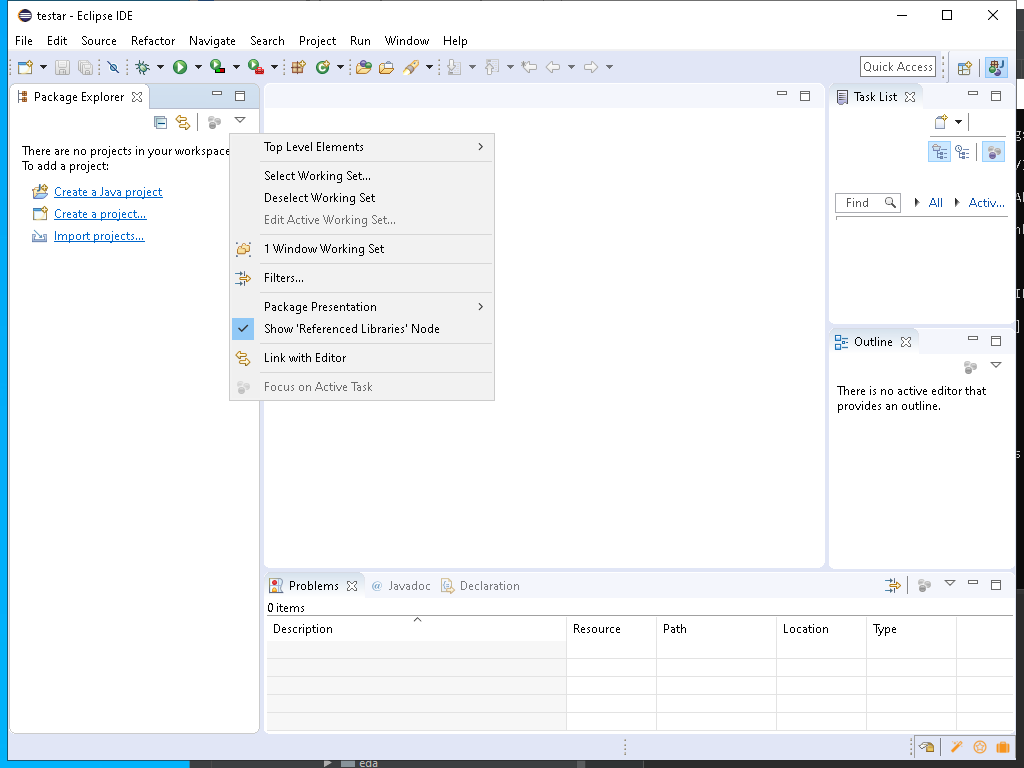 testar - Eclipse IDE
File Edit Source Refactor Navigate Search Project Run Window Help
Quick Access
Package Explorer
Task List
There are no projects in your workspace
To add a project:
Create a Java project
Create a project...
Import projects...
Top Level Elements
Select Working Set...
Deselect Working Set
Edit Active Working Set...
1 Window Working Set
Filters...
Package Presentation
Show 'Referenced Libraries' Node
Link with Editor
Focus on Active Task
Find
All
Activ...
Outline
There is no active editor that
provides an outline.
Problems
@ Javadoc
Declaration
0 items
Description Resource Path Location Type
eda